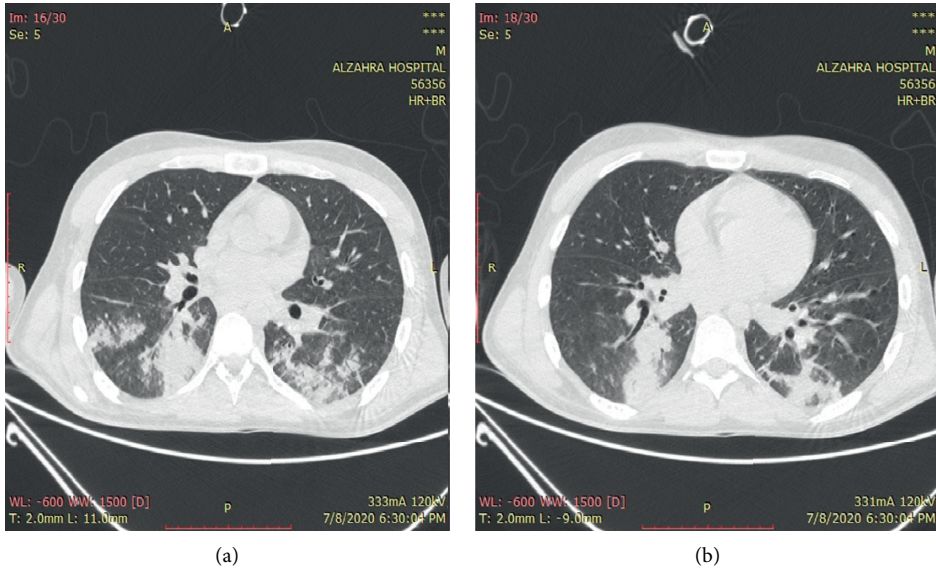 Im: 16/30
Se: 5
A
***
***
M
ALZAHRA HOSPITAL
56356
HR+BR
R
L
WL: -600 WW: 1500 [D]
T: 2.0mm L: 11.0mm
P
333mA 120kV
7/8/2020 6:30:04 PM
(a)
Im: 18/30
Se: 5
A
***
***
M
ALZAHRA HOSPITAL
56356
HR+BR
R
L
WL: -600 WW: 1500 [D]
T: 2.0mm L: -9.0mm
P
331mA 120kV
7/8/2020 6:30:04 PM
(b)